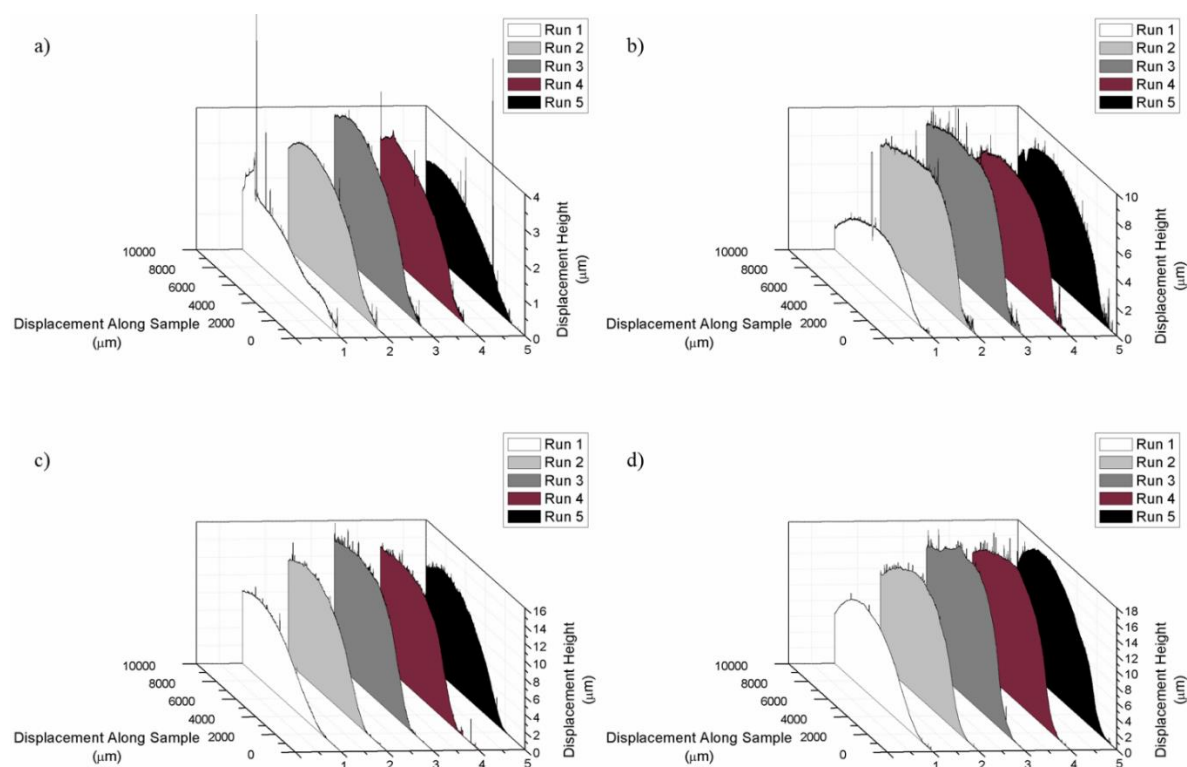 a)
Run 1
Run 2
Run 3
Run 4
Run 5
4
3
2
1
0
Displacement Height
(μm)
10000
8000
6000
4000
2000
0
Displacement Along Sample
(μm)
1
2
3
4
5
b)
Run 1
Run 2
Run 3
Run 4
Run 5
10
8
6
4
2
0
Displacement Height
(μm)
10000
8000
6000
4000
2000
0
Displacement Along Sample
(μm)
1
2
3
4
5
c)
Run 1
Run 2
Run 3
Run 4
Run 5
16
14
12
10
8
6
4
2
0
Displacement Height
(μm)
10000
8000
6000
4000
2000
0
Displacement Along Sample
(μm)
1
2
3
4
5
d)
Run 1
Run 2
Run 3
Run 4
Run 5
18
16
14
12
10
8
6
4
2
0
Displacement Height
(μm)
10000
8000
6000
4000
2000
0
Displacement Along Sample
(μm)
1
2
3
4
5